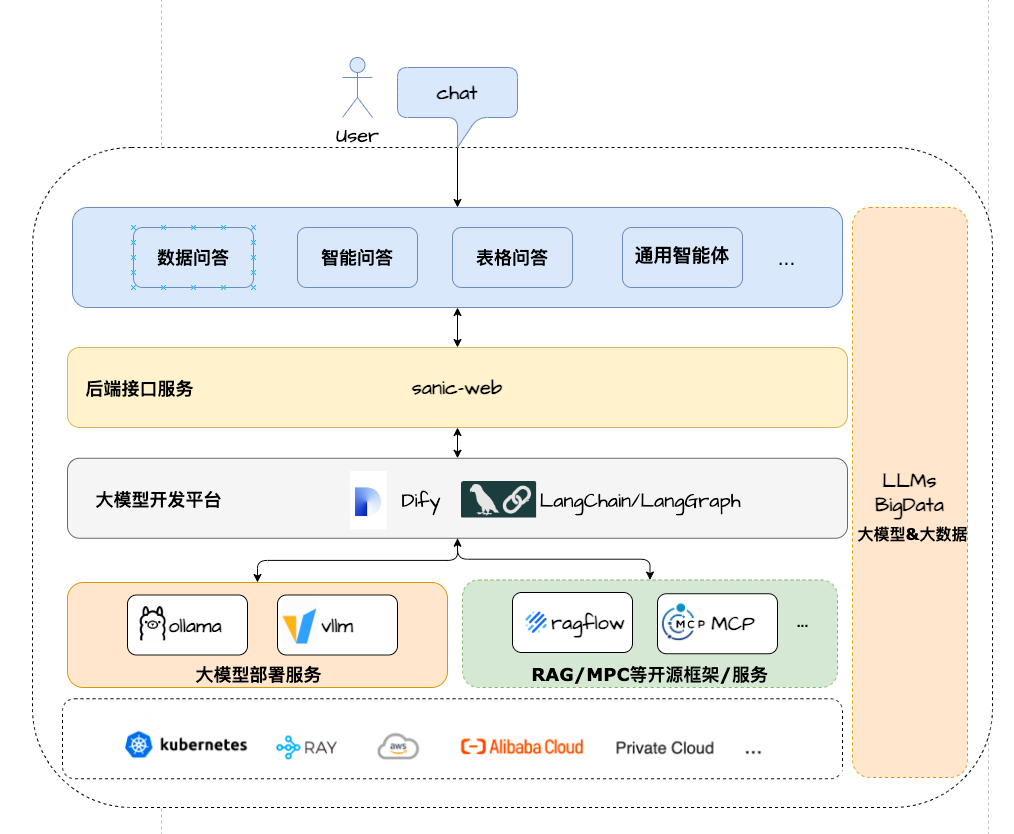 chat
User
数据问答
智能问答
表格问答
通用智能体
...
后端接口服务
sanic-web
大模型开发平台
Dify
LangChain/LangGraph
LLMs
BigData
大模型&大数据
ollama
vllm
大模型部署服务
ragflow
MCP
MCP
...
RAG/MPC等开源框架/服务
kubernetes
RAY
aws
Alibaba Cloud
Private Cloud
...